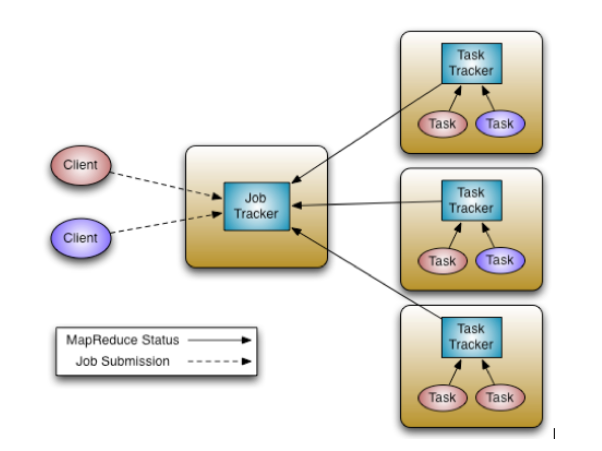 Client
Client
Job
Tracker
Task
Tracker
Task Task
Task
Tracker
Task Task
Task
Tracker
Task Task
MapReduce Status
Job Submission